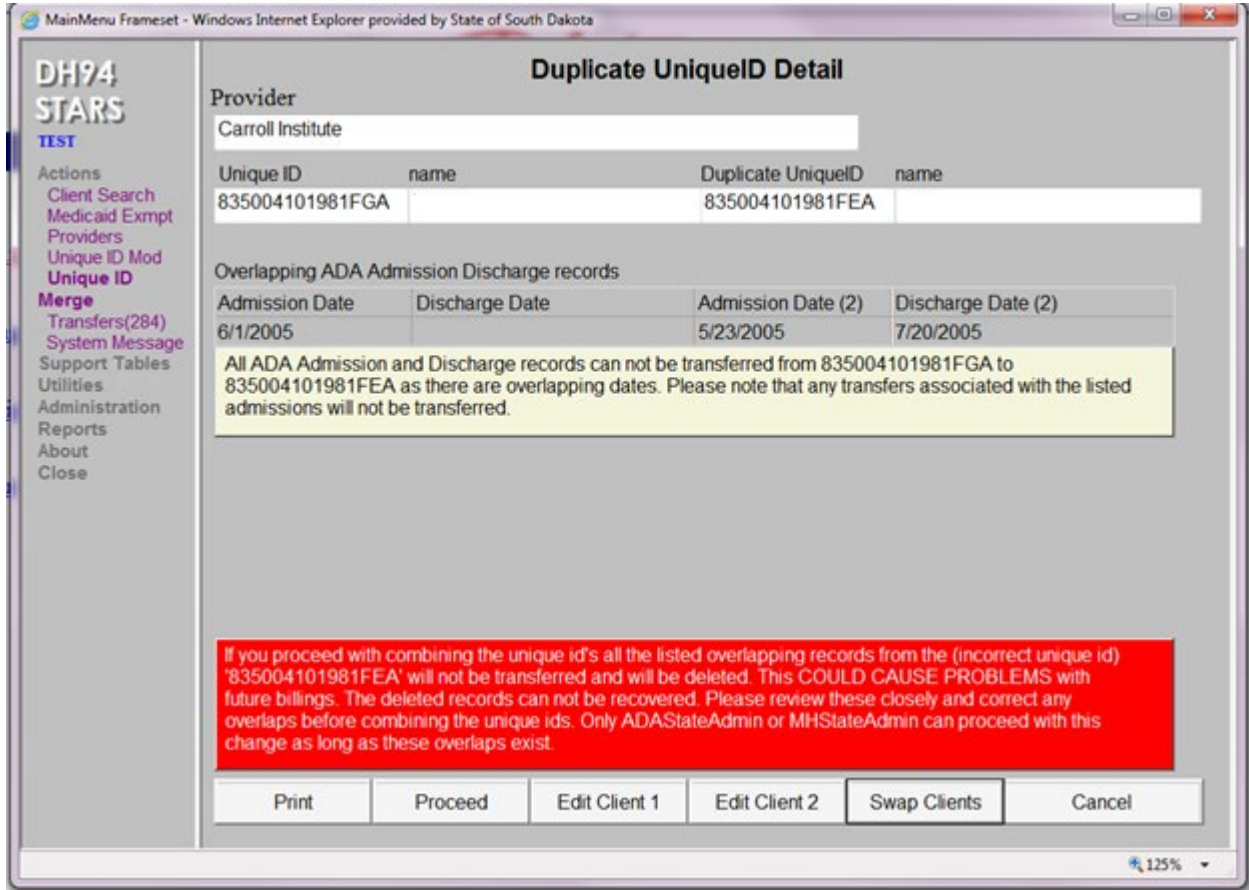 MainMenu Frameset - Windows Internet Explorer provided by State of South Dakota
DH94
STARS
TEST
Actions
Client Search
Medicaid Exmpt
Providers
Unique ID Mod
Unique ID
Merge
Transfers(284)
System Message
Support Tables
Utilities
Administration
Reports
About
Close
Duplicate UniqueID Detail
Provider
Carroll Institute
Unique ID name Duplicate UniqueID name
835004101981FGA 835004101981FEA
Overlapping ADA Admission Discharge records
Admission Date Discharge Date Admission Date (2) Discharge Date (2)
6/1/2005 5/23/2005 7/20/2005
All ADA Admission and Discharge records can not be transferred from 835004101981FGA to
835004101981FEA as there are overlapping dates. Please note that any transfers associated with the listed
admissions will not be transferred.
If you proceed with combining the unique id's all the listed overlapping records from the (incorrect unique id)
'835004101981FEA' will not be transferred and will be deleted. This COULD CAUSE PROBLEMS with
future billings. The deleted records can not be recovered. Please review these closely and correct any
overlaps before combining the unique ids. Only ADAStateAdmin or MHStateAdmin can proceed with this
change as long as these overlaps exist.
Print Proceed Edit Client 1 Edit Client 2 Swap Clients Cancel
125%